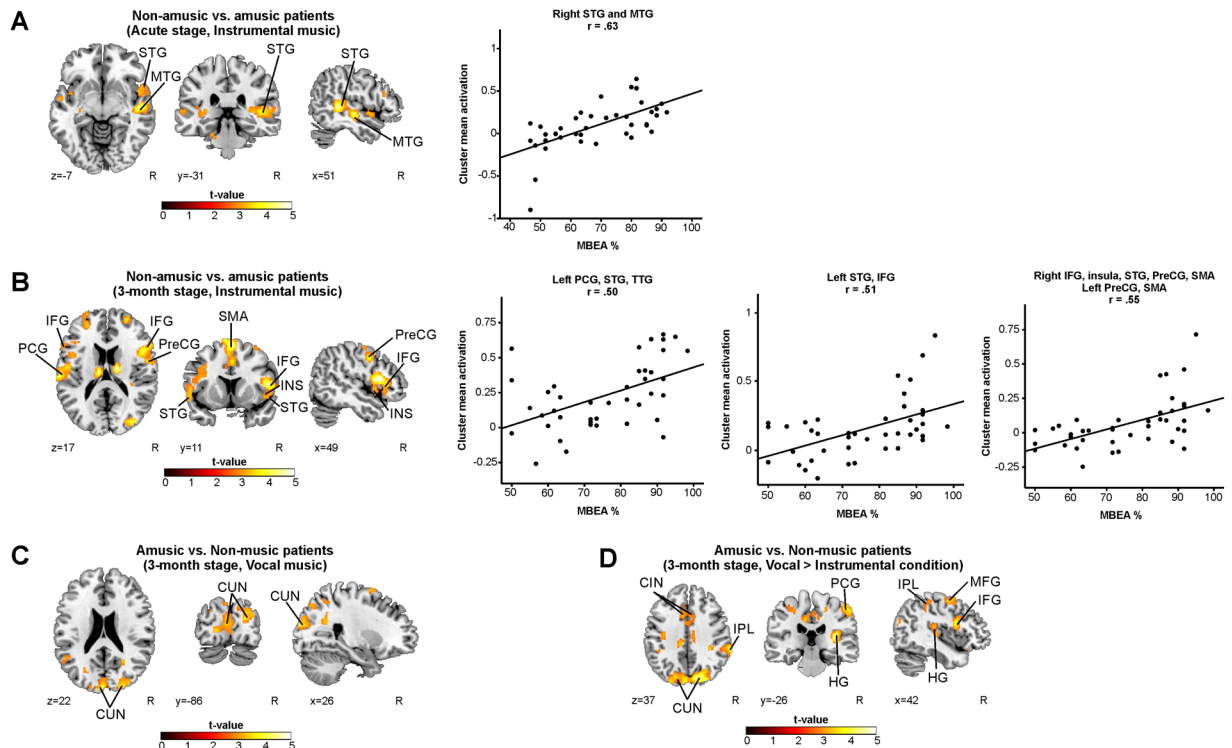 A
Non-amusic vs. amusic patients
(Acute stage, Instrumental music)
STG
MTG
STG
STG
MTG
z=-7
R
y=-31
R
x=51
R
t-value
0 1 2 3 4 5
Right STG and MTG
r = .63
Cluster mean activation
1
0.5
0
-0.5
-1
40 50 60 70 80 90 100
MBEA %
B
Non-amusic vs. amusic patients
(3-month stage, Instrumental music)
IFG
PCG
IFG
PreCG
SMA
IFG
INS
STG
STG
PreCG
IFG
INS
z=17
R
y=11
R
x=49
R
t-value
0 1 2 3 4 5
Left PCG, STG, TTG
r = .50
Cluster mean activation
0.75
0.5
0.25
0
-0.25
50 60 70 80 90 100
MBEA %
Left STG, IFG
r = .51
Cluster mean activation
1
0.5
0
50 60 70 80 90 100
MBEA %
Right IFG, insula, STG, PreCG, SMA
Left PreCG, SMA
r = .55
Cluster mean activation
0.75
0.5
0.25
0
-0.25
50 60 70 80 90 100
MBEA %
C
Amusic vs. Non-music patients
(3-month stage, Vocal music)
CUN
CUN
CUN
z=22
R
y=-86
R
x=26
R
t-value
0 1 2 3 4 5
D
Amusic vs. Non-music patients
(3-month stage, Vocal > Instrumental condition)
CIN
IPL
CUN
PCG
HG
IPL
MFG
IFG
HG
z=37
R
y=-26
R
x=42
R
t-value
0 1 2 3 4 5